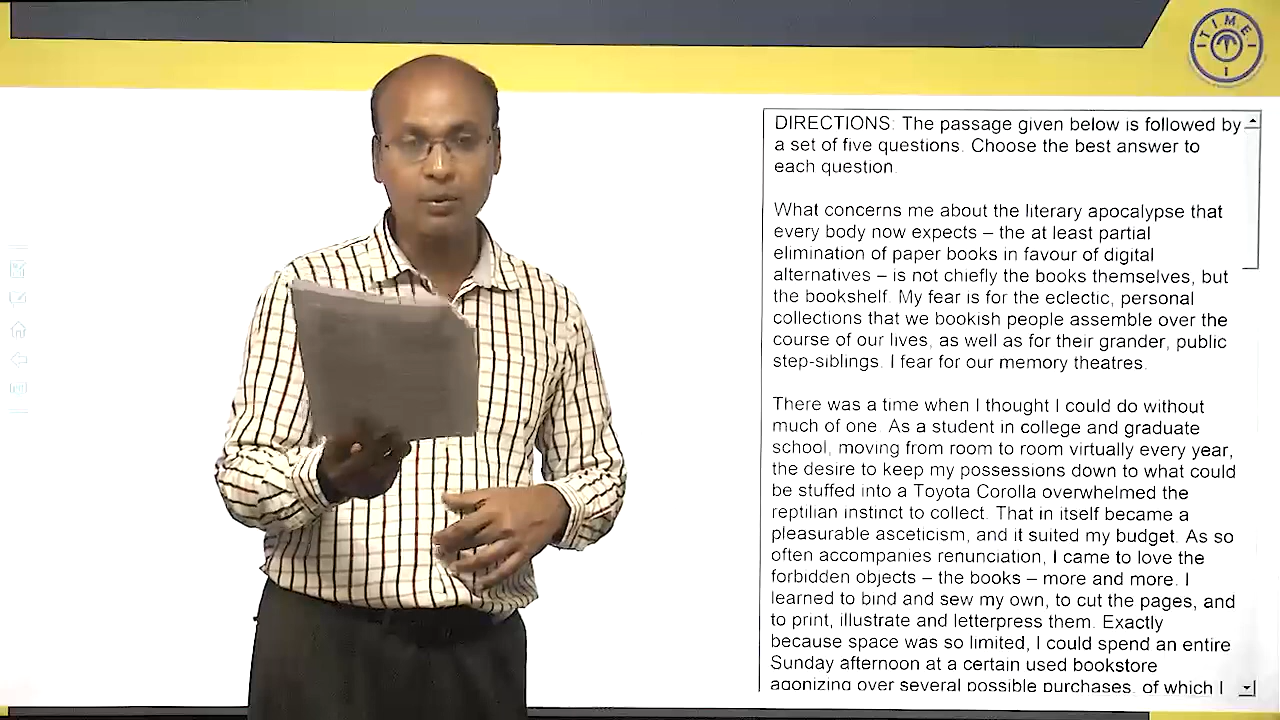 T.I.M.E.
DIRECTIONS: The passage given below is followed by
a set of five questions. Choose the best answer to
each question.
What concerns me about the literary apocalypse that
every body now expects – the at least partial
elimination of paper books in favour of digital
alternatives – is not chiefly the books themselves, but
the bookshelf. My fear is for the eclectic, personal
collections that we bookish people assemble over the
course of our lives, as well as for their grander, public
step-siblings. I fear for our memory theatres.
There was a time when I thought I could do without
much of one. As a student in college and graduate
school, moving from room to room virtually every year,
the desire to keep my possessions down to what could
be stuffed into a Toyota Corolla overwhelmed the
reptilian instinct to collect. That in itself became a
pleasurable asceticism, and it suited my budget. As so
often accompanies renunciation, I came to love the
forbidden objects – the books – more and more. I
learned to bind and sew my own, to cut the pages, and
to print, illustrate and letterpress them. Exactly
because space was so limited, I could spend an entire
Sunday afternoon at a certain used bookstore
agonizing over several possible purchases, of which I